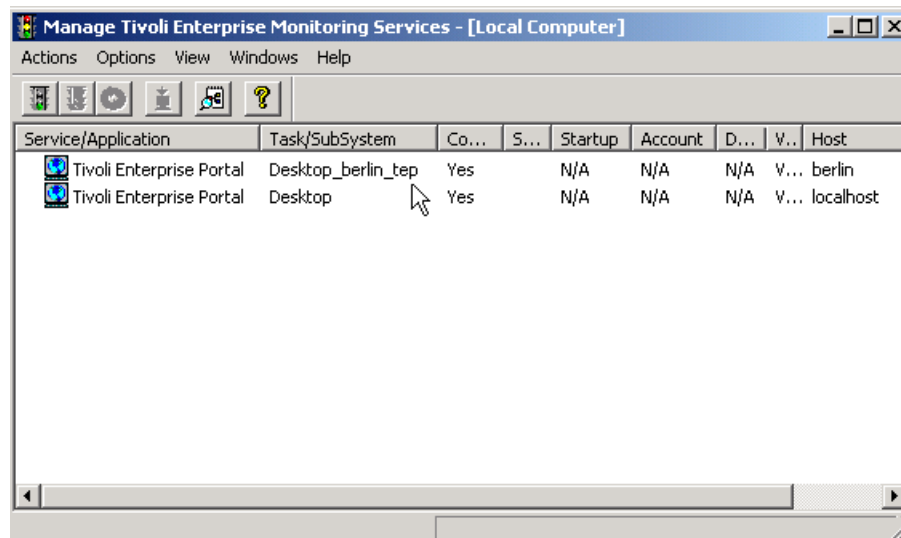 Manage Tivoli Enterprise Monitoring Services - [Local Computer]
Actions Options View Windows Help
Service/Application Task/SubSystem Co... S... Startup Account D... V... Host
Tivoli Enterprise Portal Desktop_berlin_tep Yes N/A N/A N/A V... berlin
Tivoli Enterprise Portal Desktop Yes N/A N/A N/A V... localhost